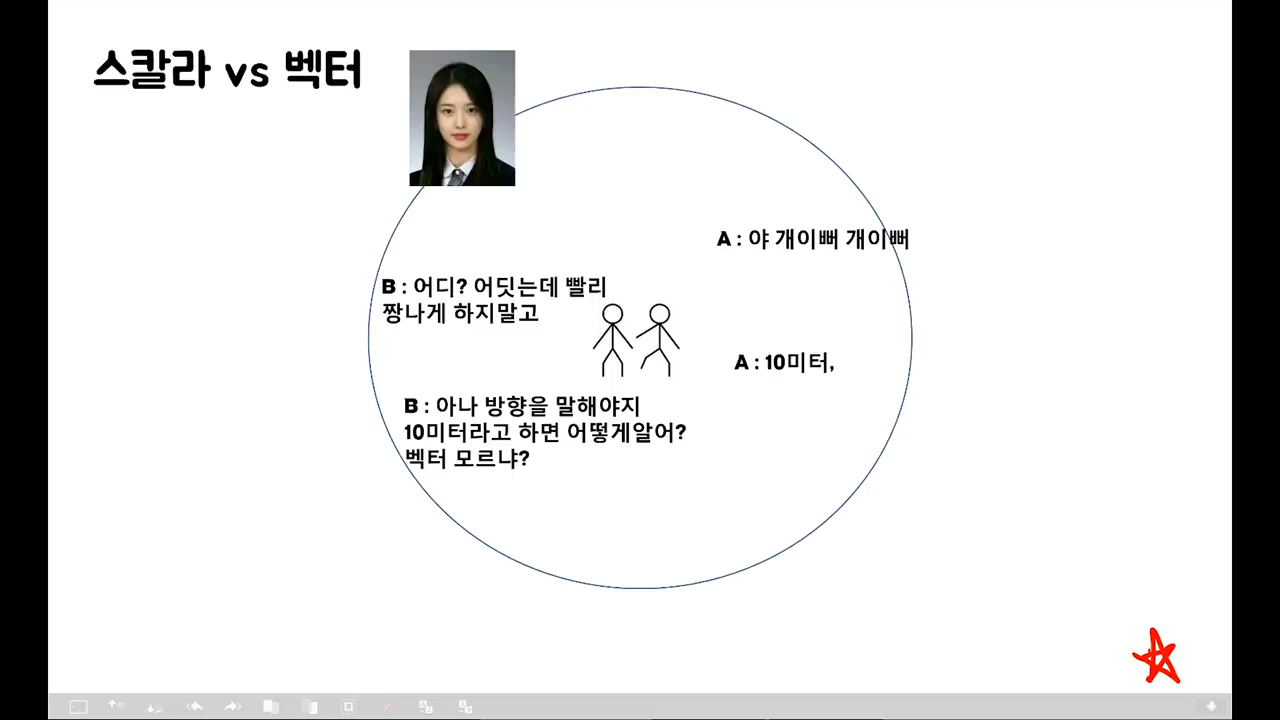 스칼라 vs 벡터
A : 야 개이뻐 개이뻐
B : 어디? 어딧는데 빨리
짱나게 하지말고
A : 10미터,
B : 아나 방향을 말해야지
10미터라고 하면 어떻게알어?
벡터 모르냐?